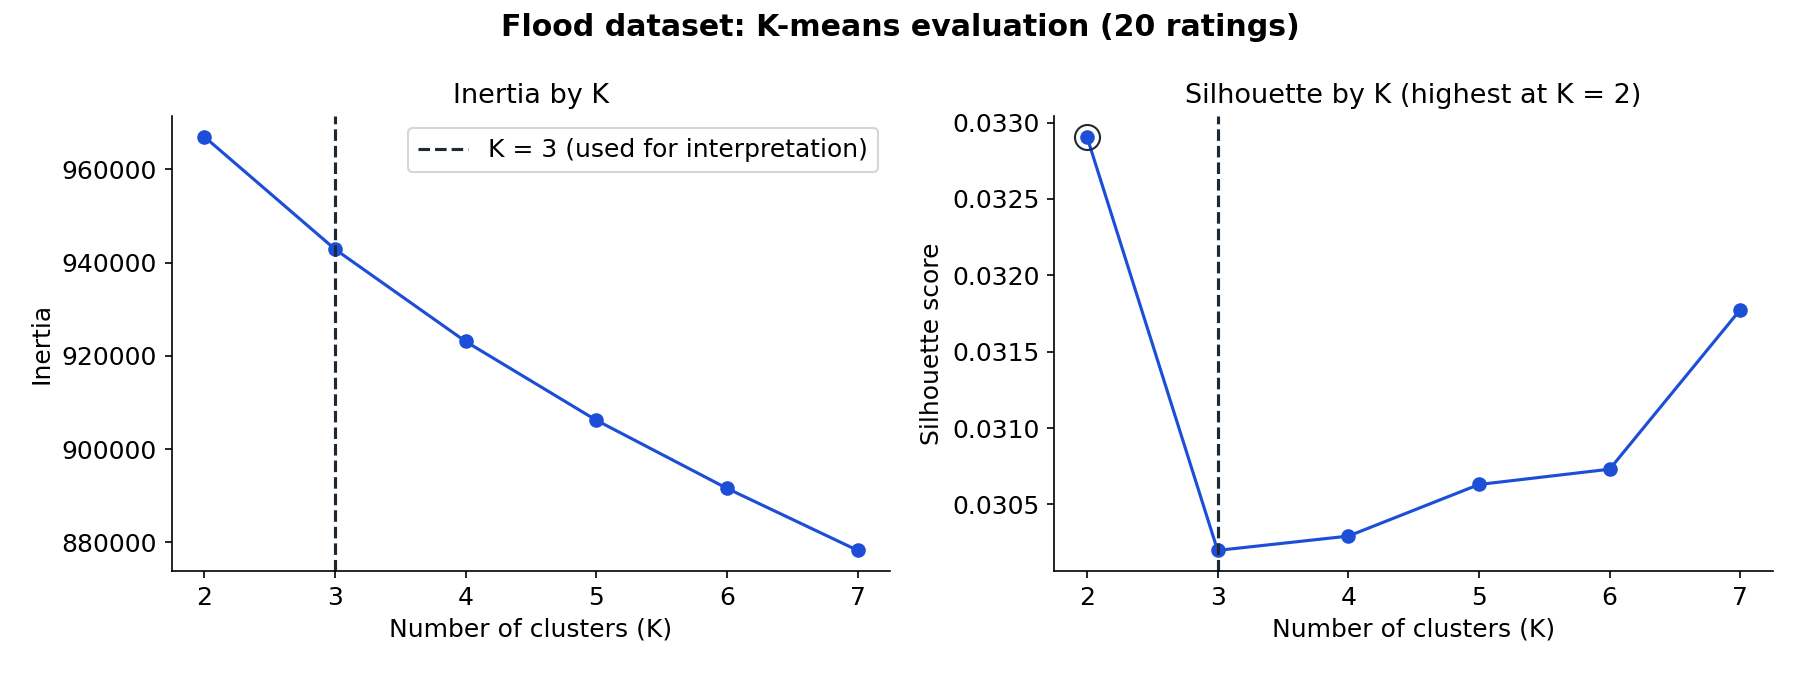 Flood dataset: K-means evaluation (20 ratings)
Inertia by K
K = 3 (used for interpretation)
960000
940000
920000
900000
880000
Inertia
2 3 4 5 6 7
Number of clusters (K)
Silhouette by K (highest at K = 2)
0.0330
0.0325
0.0320
0.0315
0.0310
0.0305
Silhouette score
2 3 4 5 6 7
Number of clusters (K)